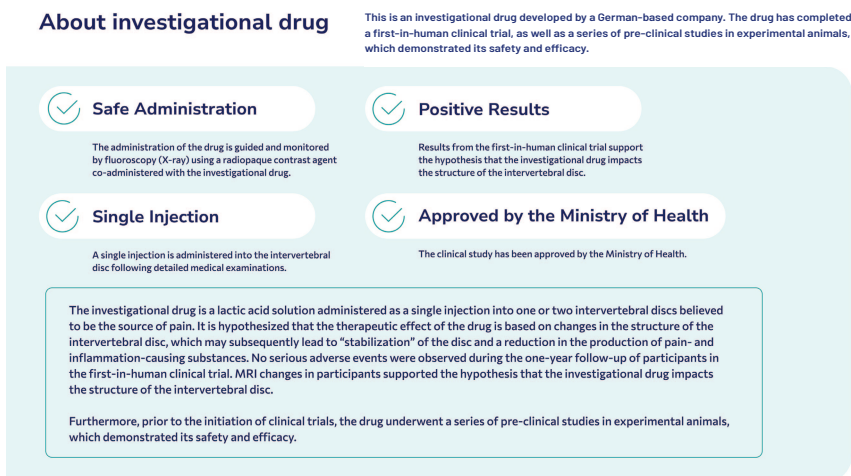 About investigational drug
This is an investigational drug developed by a German-based company. The drug has completed
a first-in-human clinical trial, as well as a series of pre-clinical studies in experimental animals,
which demonstrated its safety and efficacy.
Safe Administration
The administration of the drug is guided and monitored
by fluoroscopy (X-ray) using a radiopaque contrast agent
co-administered with the investigational drug.
Positive Results
Results from the first-in-human clinical trial support
the hypothesis that the investigational drug impacts
the structure of the intervertebral disc.
Single Injection
A single injection is administered into the intervertebral
disc following detailed medical examinations.
Approved by the Ministry of Health
The clinical study has been approved by the Ministry of Health.
The investigational drug is a lactic acid solution administered as a single injection into one or two intervertebral discs believed
to be the source of pain. It is hypothesized that the therapeutic effect of the drug is based on changes in the structure of the
intervertebral disc, which may subsequently lead to “stabilization” of the disc and a reduction in the production of pain- and
inflammation-causing substances. No serious adverse events were observed during the one-year follow-up of participants in
the first-in-human clinical trial. MRI changes in participants supported the hypothesis that the investigational drug impacts
the structure of the intervertebral disc.
Furthermore, prior to the initiation of clinical trials, the drug underwent a series of pre-clinical studies in experimental animals,
which demonstrated its safety and efficacy.